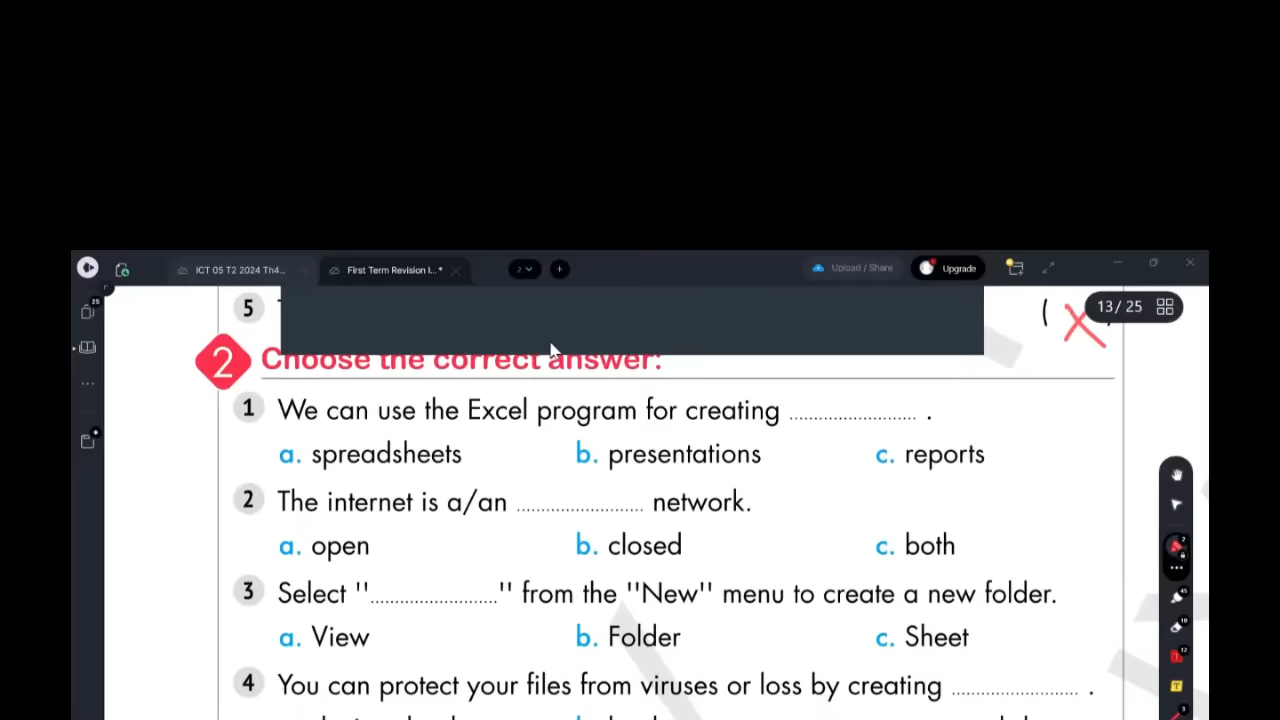 ICT 05 T2 2024 Th4...
First Term Revision I...*
2
Upload / Share
Upgrade
25
13/ 25
5
(
2 Choose the correct answer:
1 We can use the Excel program for creating ......................... .
a. spreadsheets b. presentations c. reports
2 The internet is a/an ......................... network.
a. open b. closed c. both
3 Select "........................." from the "New" menu to create a new folder.
a. View b. Folder c. Sheet
4 You can protect your files from viruses or loss by creating ......................... .